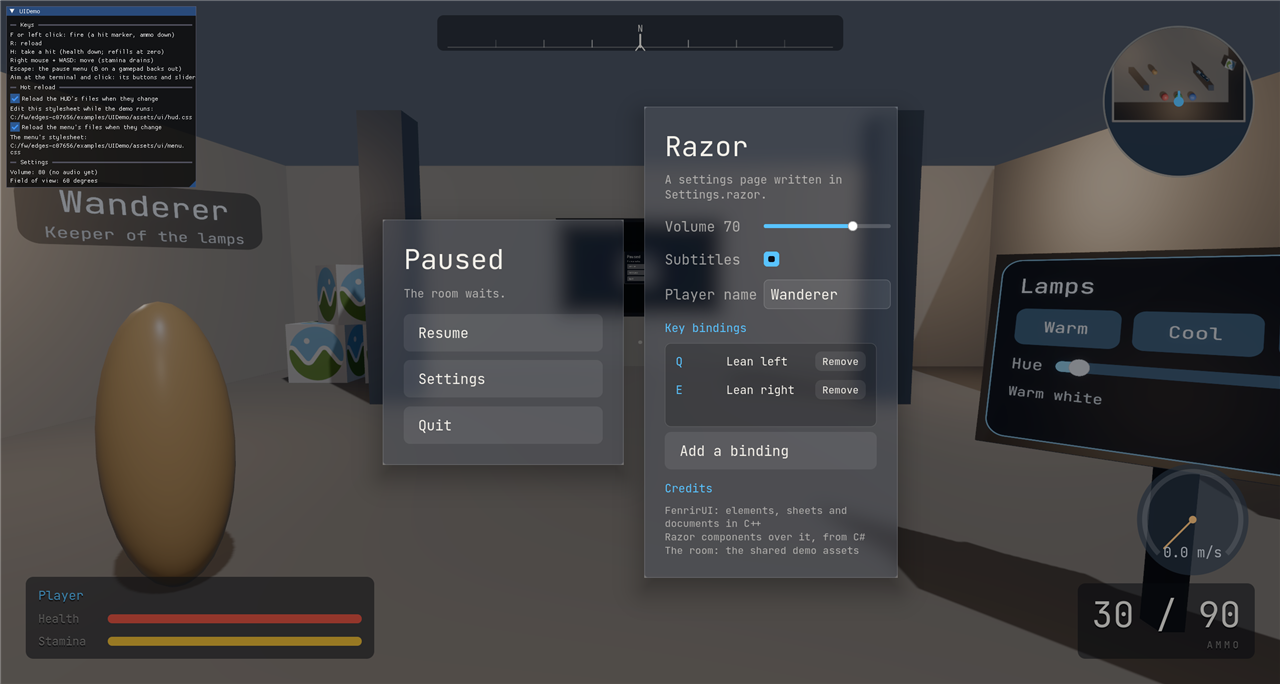 UIDemo
Keys
F or left click: fire (a hit marker, ammo down)
R: reload
H: take a hit (health down; refills at zero)
Right mouse + WASD: move (stamina drains)
Escape: the pause menu (B on a gamepad backs out)
Aim at the terminal and click: its buttons and slider
Hot reload
Reload the HUD's files when they change
Edit this stylesheet while the demo runs:
C:/fw/edges-c07656/examples/UIDemo/assets/ui/hud.css
Reload the menu's files when they change
The menu's stylesheet:
C:/fw/edges-c07656/examples/UIDemo/assets/ui/menu.
css
Settings
Volume: 80 (no audio yet)
Field of view: 60 degrees
N
Wanderer
Keeper of the lamps
Paused
The room waits.
Resume
Settings
Quit
Razor
A settings page written in
Settings.razor.
Volume 70
Subtitles
Player name Wanderer
Key bindings
Q Lean left Remove
E Lean right Remove
Add a binding
Credits
FenrirUI: elements, sheets and
documents in C++
Razor components over it, from C#
The room: the shared demo assets
Lamps
Warm Cool
Hue
Warm white
0.0 m/s
Player
Health
Stamina
30 / 90
AMMO